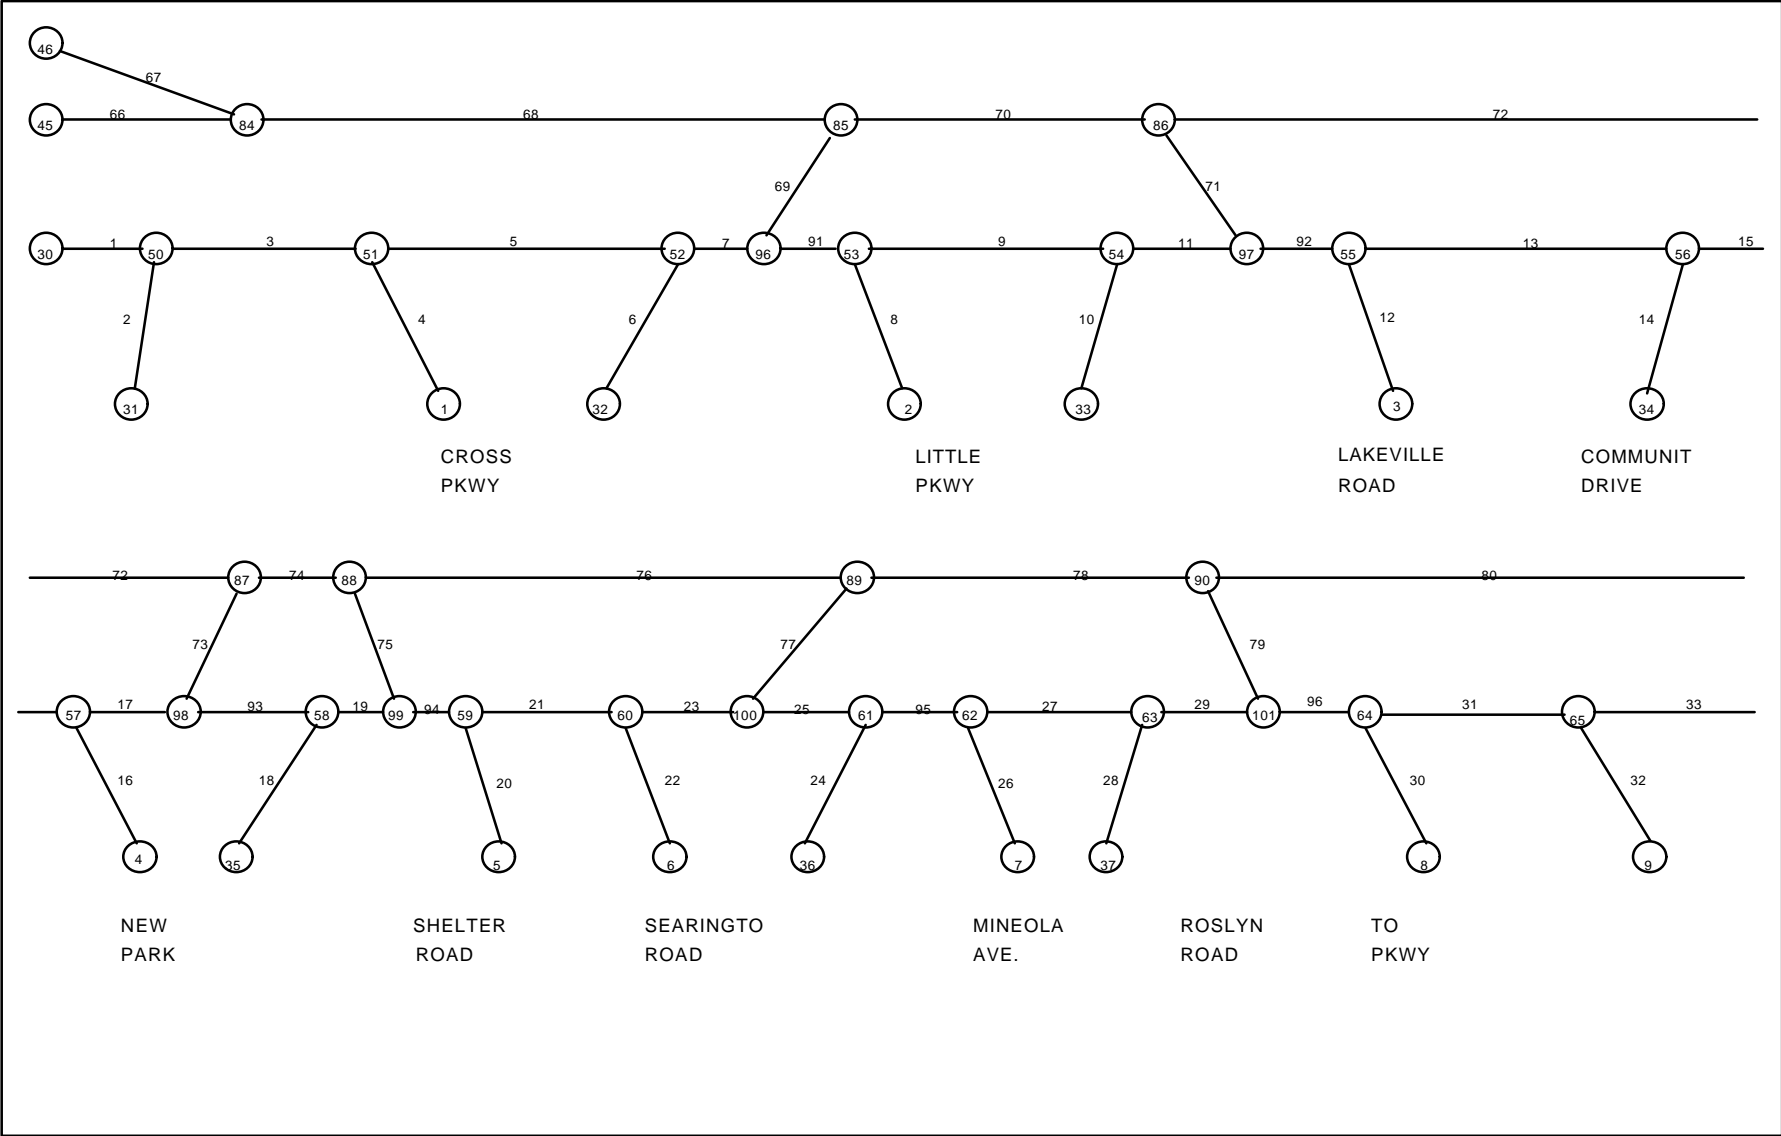 46
67
45 66 84 68 85 70 86 72
69 71
30 1 50 3 51 5 52 7 96 91 53 9 54 11 97 92 55 13 56 15
2 4 6 8 10 12 14
31 1 32 2 33 3 34
CROSS LITTLE LAKEVILLE COMMUNIT
PKWY PKWY ROAD DRIVE
72 87 74 88 76 89 78 90 80
73 75 77 79
57 17 98 93 58 19 99 94 59 21 60 23 100 25 61 95 62 27 63 29 101 96 64 31 65 33
16 18 20 22 24 26 28 30 32
4 35 5 6 36 7 37 8 9
NEW SHELTER SEARINGTO MINEOLA ROSLYN TO
PARK ROAD ROAD AVE. ROAD PKWY